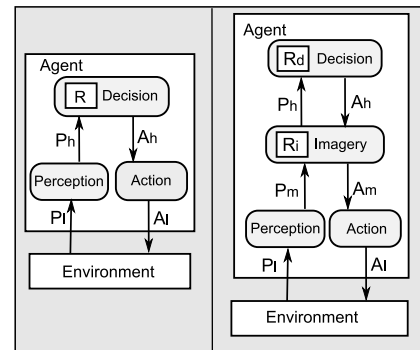 Agent
R Decision
Ph Ah
Perception Action
Pl Al
Environment
Agent
Rd Decision
Ph Ah
Ri Imagery
Pm Am
Perception Action
Pl Al
Environment